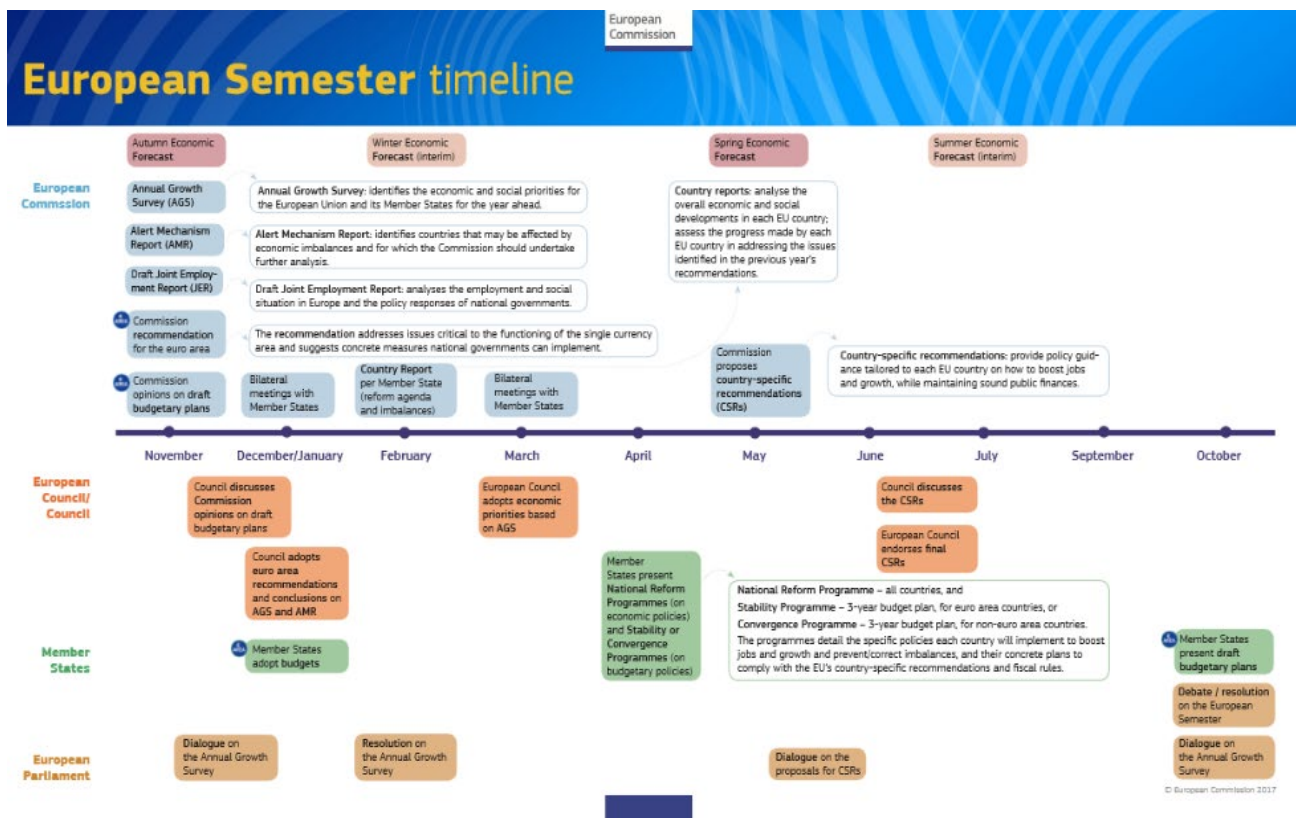 European
Commission
European Semester timeline
Autumn Economic
Forecast
Winter Economic
Forecast (interim)
Spring Economic
Forecast
Summer Economic
Forecast (interim)
European
Commssion
Annual Growth
Survey (AGS)
Annual Growth Survey: identifies the economic and social priorities for
the European Union and its Member States for the year ahead.
Alert Mechanism
Report (AMR)
Alert Mechanism Report: identifies countries that may be affected by
economic imbalances and for which the Commission should undertake
further analysis.
Draft Joint Employ-
ment Report (JER)
Draft Joint Employment Report: analyses the employment and social
situation in Europe and the policy responses of national governments.
Country reports: analyse the
overall economic and social
developments in each EU country;
assess the progress made by each
EU country in addressing the issues
identified in the previous year's
recommendations.
Commission
recommendation
for the euro area
The recommendation addresses issues critical to the functioning of the single currency
area and suggests concrete measures national governments can implement.
Commission
opinions on draft
budgetary plans
Bilateral
meetings with
Member States
Country Report
per Member State
(reform agenda
and imbalances)
Bilateral
meetings with
Member States
Commission
proposes
country-specific
recommendations
(CSRs)
Country-specific recommendations: provide policy guid-
ance tailored to each EU country on how to boost jobs
and growth, while maintaining sound public finances.
November
December/January
February
March
April
May
June
July
September
October
European
Council/
Council
Council discusses
Commission
opinions on draft
budgetary plans
European Council
adopts economic
priorities based
on AGS
Council discusses
the CSRs
Council adopts
euro area
recommendations
and conclusions on
AGS and AMR
European Council
endorses final
CSRs
Member
States
Member States
adopt budgets
Member
States present
National Reform
Programmes (on
economic policies)
and Stability or
Convergence
Programmes (on
budgetary policies)
National Reform Programme – all countries, and
Stability Programme – 3-year budget plan, for euro area countries, or
Convergence Programme – 3-year budget plan, for non-euro area countries.
The programmes detail the specific policies each country will implement to boost
jobs and growth and prevent/correct imbalances, and their concrete plans to
comply with the EU's country-specific recommendations and fiscal rules.
Member States
present draft
budgetary plans
Debate / resolution
on the European
Semester
European
Parliament
Dialogue on
the Annual Growth
Survey
Resolution on
the Annual Growth
Survey
Dialogue on the
proposals for CSRs
Dialogue on
the Annual Growth
Survey
© European Commission 2017